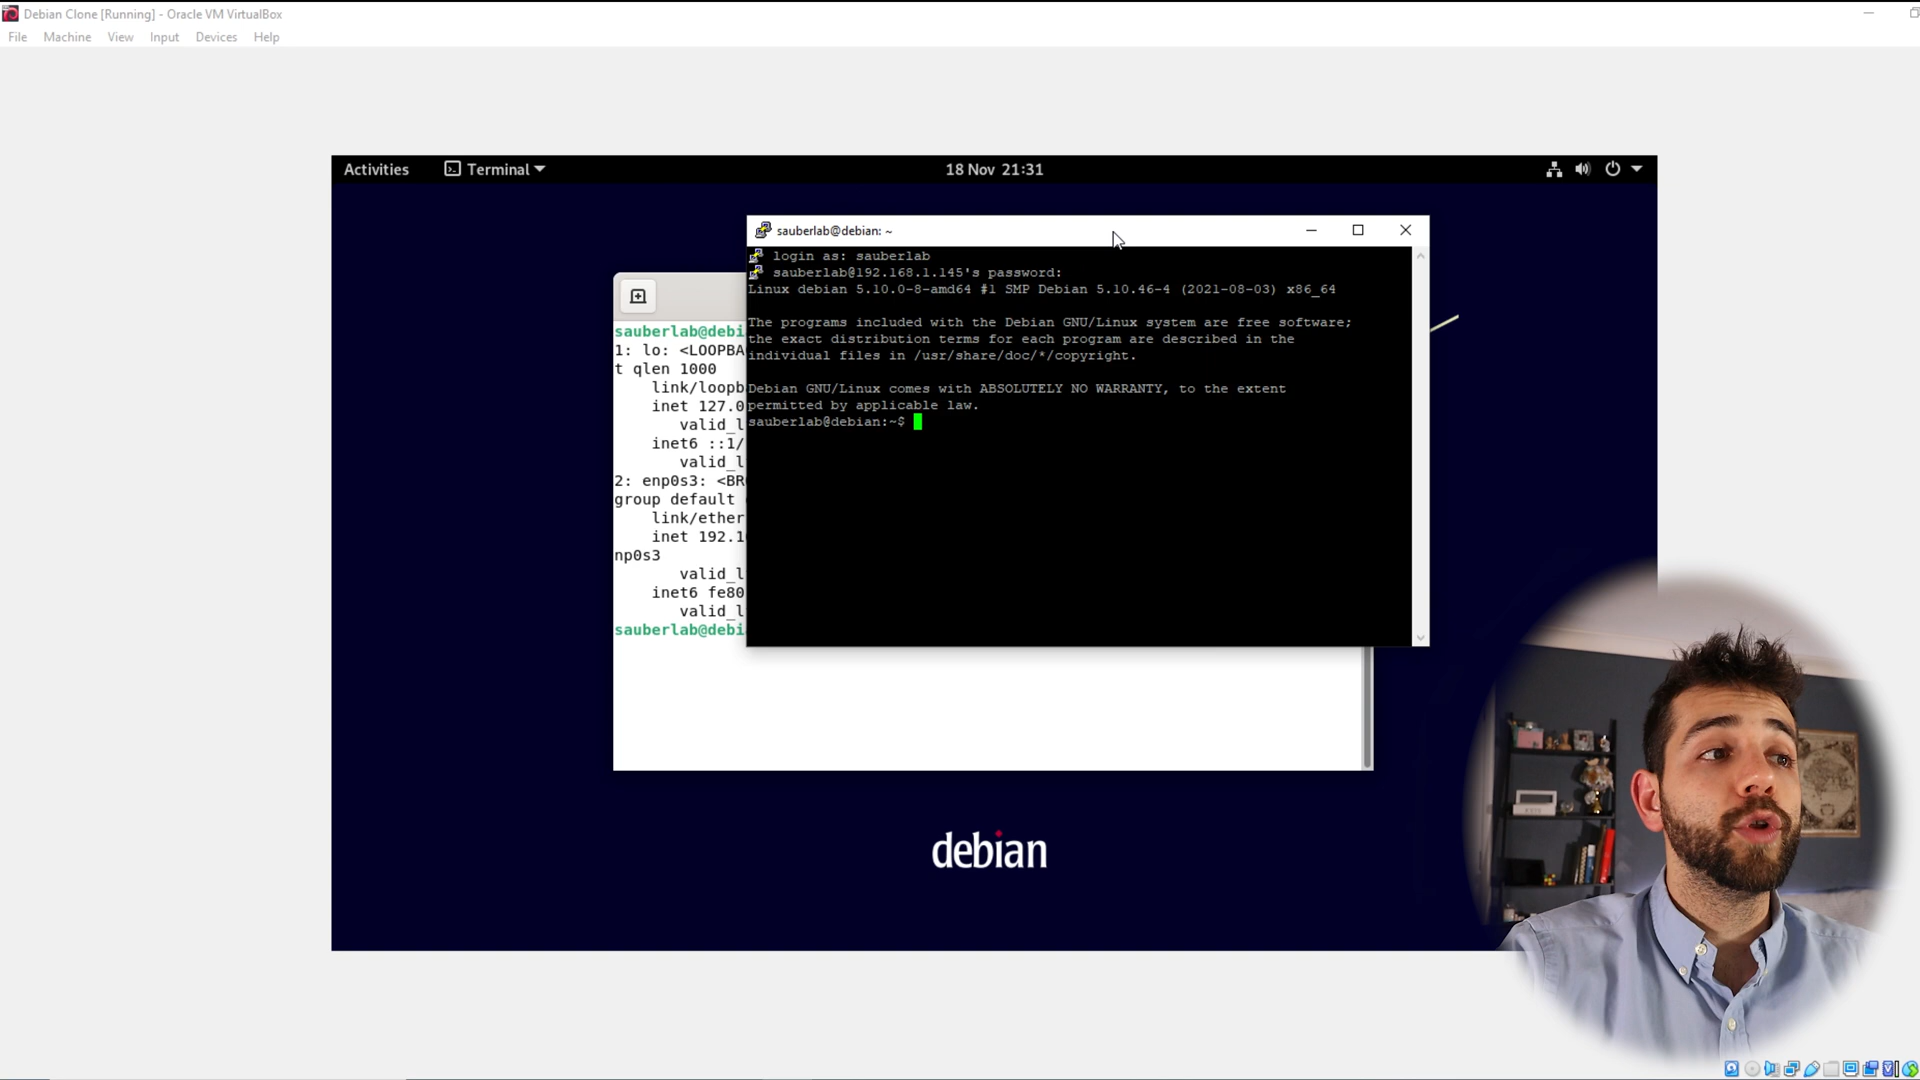 Debian Clone [Running] - Oracle VM VirtualBox
File Machine View Input Devices Help
Activities Terminal 18 Nov 21:31
sauberlab@debian: ~
login as: sauberlab
sauberlab@192.168.1.145's password:
Linux debian 5.10.0-8-amd64 #1 SMP Debian 5.10.46-4 (2021-08-03) x86_64
The programs included with the Debian GNU/Linux system are free software;
the exact distribution terms for each program are described in the
individual files in /usr/share/doc/*/copyright.
Debian GNU/Linux comes with ABSOLUTELY NO WARRANTY, to the extent
permitted by applicable law.
sauberlab@debian:~$
sauberlab@debi
1: lo: <LOOPBA
t qlen 1000
link/loopb
inet 127.0
valid_l
inet6 ::1/
valid_l
2: enp0s3: <BR
group default
link/ether
inet 192.1
np0s3
valid_l
inet6 fe80
valid_l
sauberlab@debi
debian